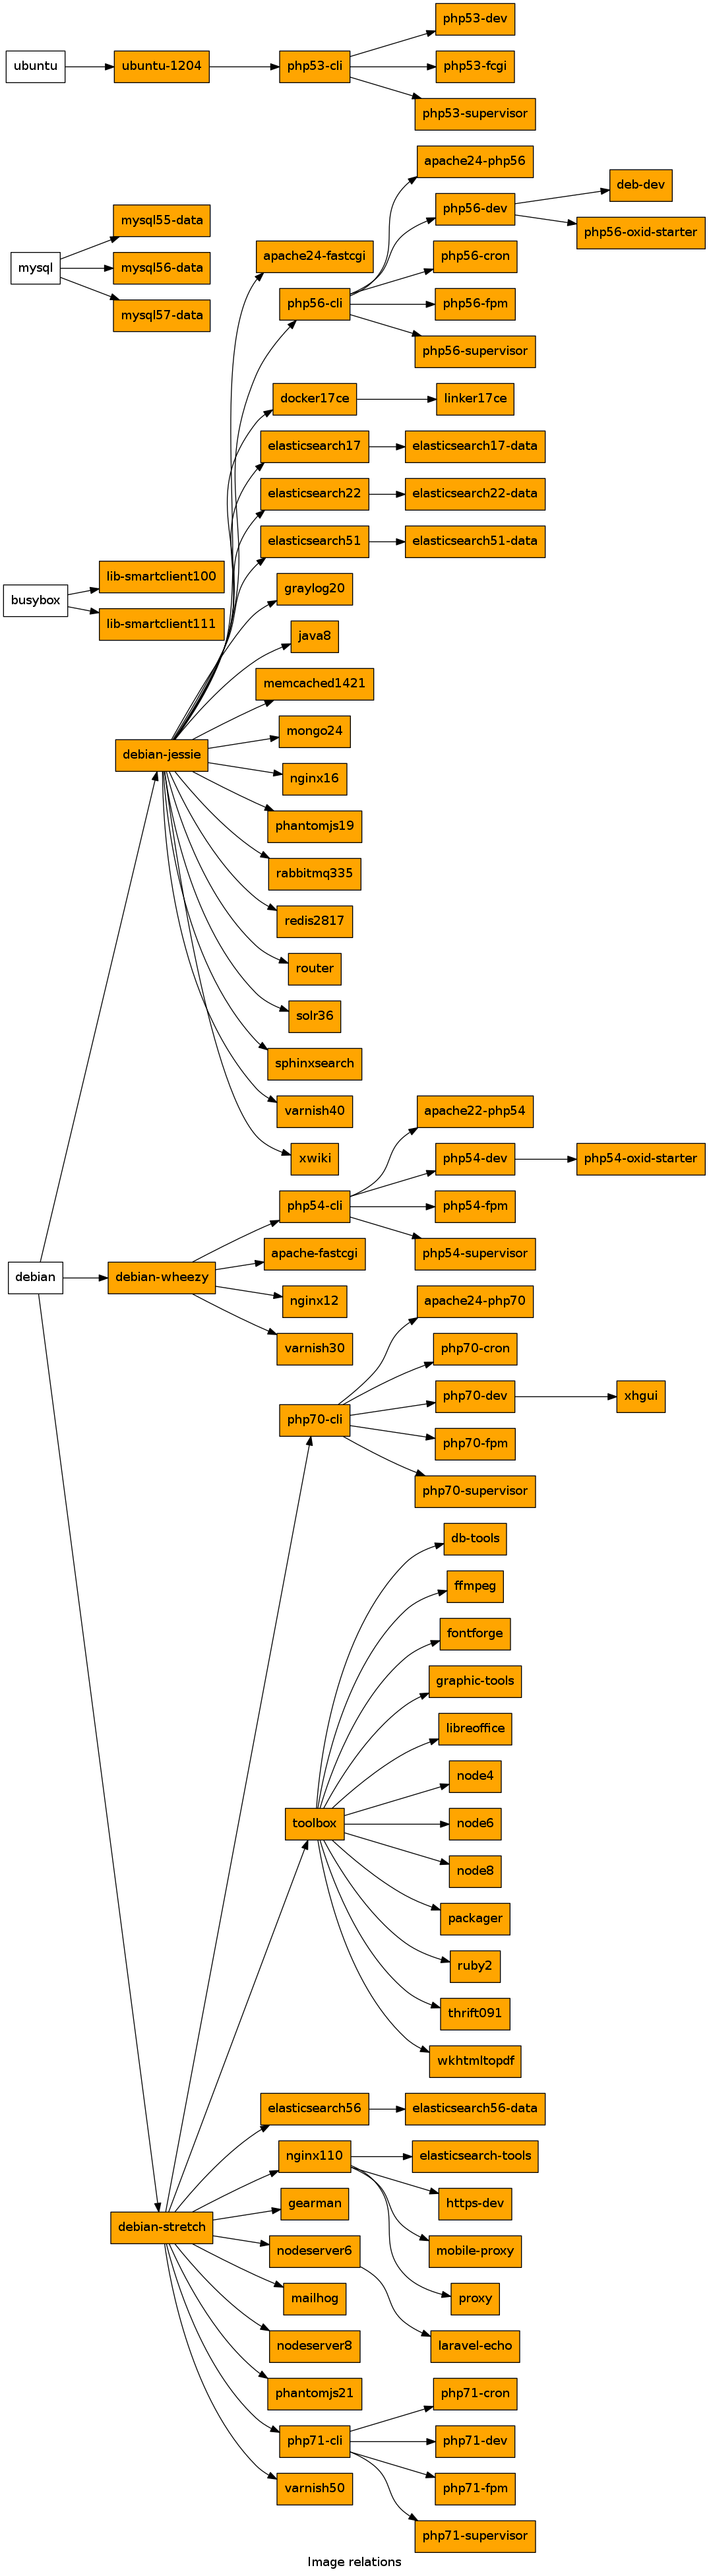 php53-dev
ubuntu
ubuntu-1204
php53-cli
php53-fcgi
php53-supervisor
apache24-php56
deb-dev
php56-dev
mysql55-data
php56-oxid-starter
apache24-fastcgi
php56-cron
mysql
mysql56-data
php56-cli
php56-fpm
mysql57-data
php56-supervisor
docker17ce
linker17ce
elasticsearch17
elasticsearch17-data
elasticsearch22
elasticsearch22-data
elasticsearch51
elasticsearch51-data
lib-smartclient100
graylog20
busybox
lib-smartclient111
java8
memcached1421
mongo24
debian-jessie
nginx16
phantomjs19
rabbitmq335
redis2817
router
solr36
sphinxsearch
varnish40
apache22-php54
xwiki
php54-dev
php54-oxid-starter
php54-cli
php54-fpm
apache-fastcgi
php54-supervisor
debian
debian-wheezy
nginx12
apache24-php70
varnish30
php70-cron
php70-dev
xhgui
php70-cli
php70-fpm
php70-supervisor
db-tools
ffmpeg
fontforge
graphic-tools
libreoffice
node4
toolbox
node6
node8
packager
ruby2
thrift091
wkhtmltopdf
elasticsearch56
elasticsearch56-data
nginx110
elasticsearch-tools
gearman
https-dev
debian-stretch
nodeserver6
mobile-proxy
mailhog
proxy
nodeserver8
laravel-echo
phantomjs21
php71-cron
php71-cli
php71-dev
varnish50
php71-fpm
php71-supervisor
Image relations